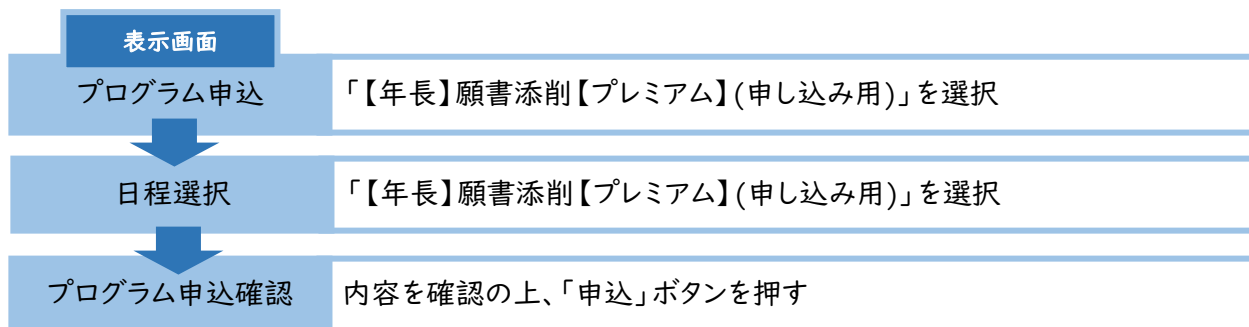 表示画面
プログラム申込
「【年長】願書添削【プレミアム】(申し込み用)」を選択
日程選択
「【年長】願書添削【プレミアム】(申し込み用)」を選択
プログラム申込確認
内容を確認の上、「申込」ボタンを押す